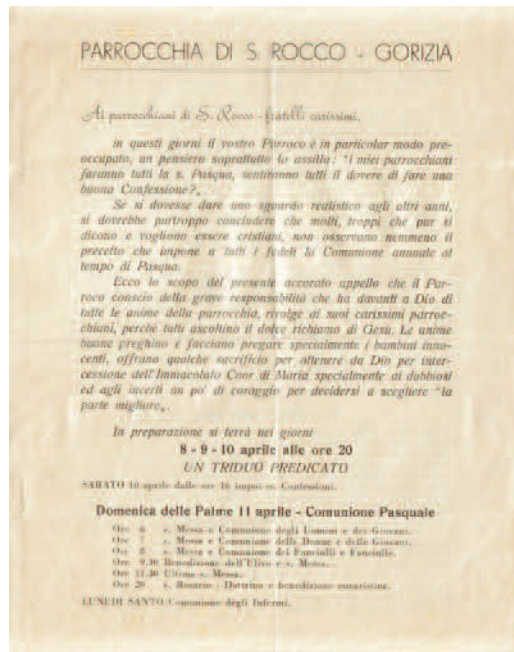 PARROCCHIA DI S. ROCCO - GORIZIA
Ai parrocchiani di S. Rocco - fratelli carissimi,
in questi giorni il vostro Parroco è in particolar modo pre-
occupato, un pensiero soprattutto lo assilla: "i miei parrocchiani
faranno tutti la s. Pasqua, sentiranno tutti il dovere di fare una
buona Confessione?„
Se si dovesse dare uno sguardo realistico agli altri anni,
si dovrebbe purtroppo concludere che molti, troppi che pur si
dicono e vogliono essere cristiani, non osservano nemmeno il
precetto che impone a tutti i fedeli la Comunione annuale al
tempo di Pasqua.
Ecco lo scopo del presente accorato appello che il Par-
roco conscio della grave responsabilità che ha davanti a Dio di
tutte le anime della parrocchia, rivolge ai suoi carissimi parroc-
chiani, perchè tutti ascoltino il dolce richiamo di Gesù. Le anime
buone preghino e facciano pregare specialmente i bambini inno-
centi, offrano qualche sacrificio per ottenere da Dio per inter-
cessione dell'Immacolato Cuor di Maria specialmente ai dubbiosi
ed agli incerti un po' di coraggio per decidersi a scegliere "la
parte migliore„.
In preparazione si terrà nei giorni
8 - 9 - 10 aprile alle ore 20
UN TRIDUO PREDICATO
SABATO 10 aprile dalle ore 16 inpoi ss. Confessioni.
Domenica delle Palme 11 aprile - Comunione Pasquale
Ore 6 s. Messa e Comunione degli Uomini e dei Giovani.
Ore 7 s. Messa e Comunione delle Donne e delle Giovani.
Ore 8 s. Messa e Comunione dei Fanciulli e Fanciulle.
Ore 9.30 Benedizione dell'Ulivo e s. Messa.
Ore 11.30 Ultima s. Messa.
Ore 20 s. Rosario - Dottrina e benedizione eucaristica.
LUNEDI SANTO Comunione degli Infermi.